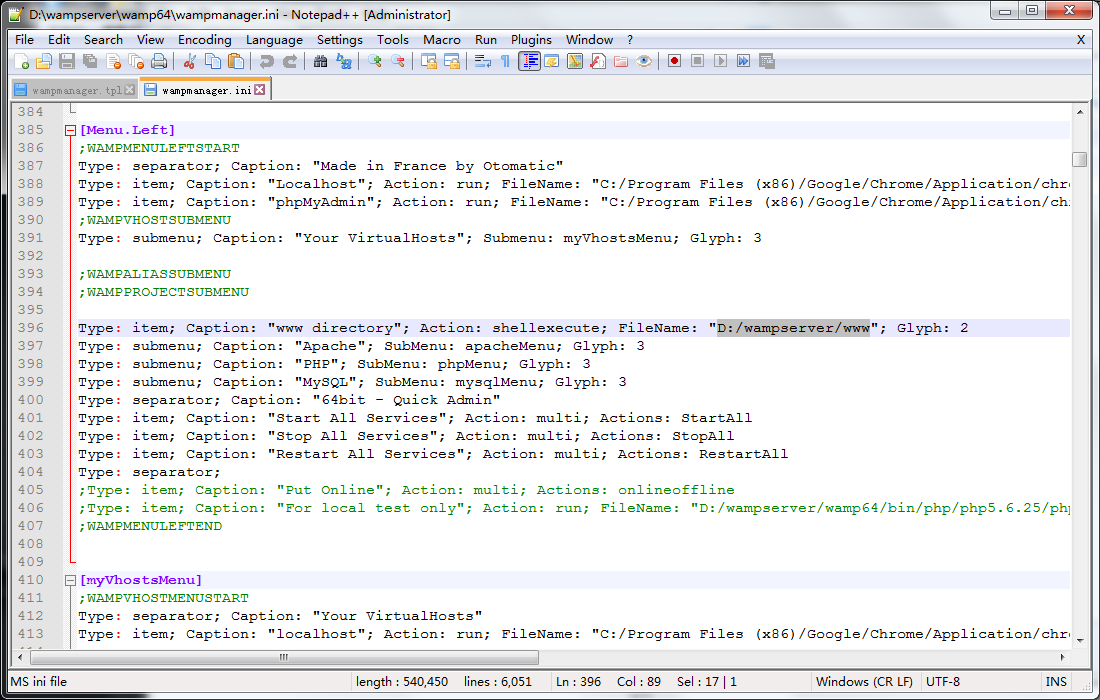 D:\wampserver\wamp64\wampmanager.ini - Notepad++ [Administrator]
File Edit Search View Encoding Language Settings Tools Macro Run Plugins Window ? X
wampmanager.tpl wampmanager.ini
384
385 [Menu.Left]
386 ;WAMPMENULEFTSTART
387 Type: separator; Caption: "Made in France by Otomatic"
388 Type: item; Caption: "Localhost"; Action: run; FileName: "C:/Program Files (x86)/Google/Chrome/Application/chr
389 Type: item; Caption: "phpMyAdmin"; Action: run; FileName: "C:/Program Files (x86)/Google/Chrome/Application/ch
390 ;WAMPVHOSTSUBMENU
391 Type: submenu; Caption: "Your VirtualHosts"; Submenu: myVhostsMenu; Glyph: 3
392
393 ;WAMPALIASSUBMENU
394 ;WAMPPROJECTSUBMENU
395
396 Type: item; Caption: "www directory"; Action: shellexecute; FileName: "D:/wampserver/www"; Glyph: 2
397 Type: submenu; Caption: "Apache"; SubMenu: apacheMenu; Glyph: 3
398 Type: submenu; Caption: "PHP"; SubMenu: phpMenu; Glyph: 3
399 Type: submenu; Caption: "MySQL"; SubMenu: mysqlMenu; Glyph: 3
400 Type: separator; Caption: "64bit - Quick Admin"
401 Type: item; Caption: "Start All Services"; Action: multi; Actions: StartAll
402 Type: item; Caption: "Stop All Services"; Action: multi; Actions: StopAll
403 Type: item; Caption: "Restart All Services"; Action: multi; Actions: RestartAll
404 Type: separator;
405 ;Type: item; Caption: "Put Online"; Action: multi; Actions: onlineoffline
406 ;Type: item; Caption: "For local test only"; Action: run; FileName: "D:/wampserver/wamp64/bin/php/php5.6.25/php
407 ;WAMPMENULEFTEND
408
409
410 [myVhostsMenu]
411 ;WAMPVHOSTMENUSTART
412 Type: separator; Caption: "Your VirtualHosts"
413 Type: item; Caption: "localhost"; Action: run; FileName: "C:/Program Files (x86)/Google/Chrome/Application/chr
MS ini file length : 540,450 lines : 6,051 Ln : 396 Col : 89 Sel : 17 | 1 Windows (CR LF) UTF-8 INS